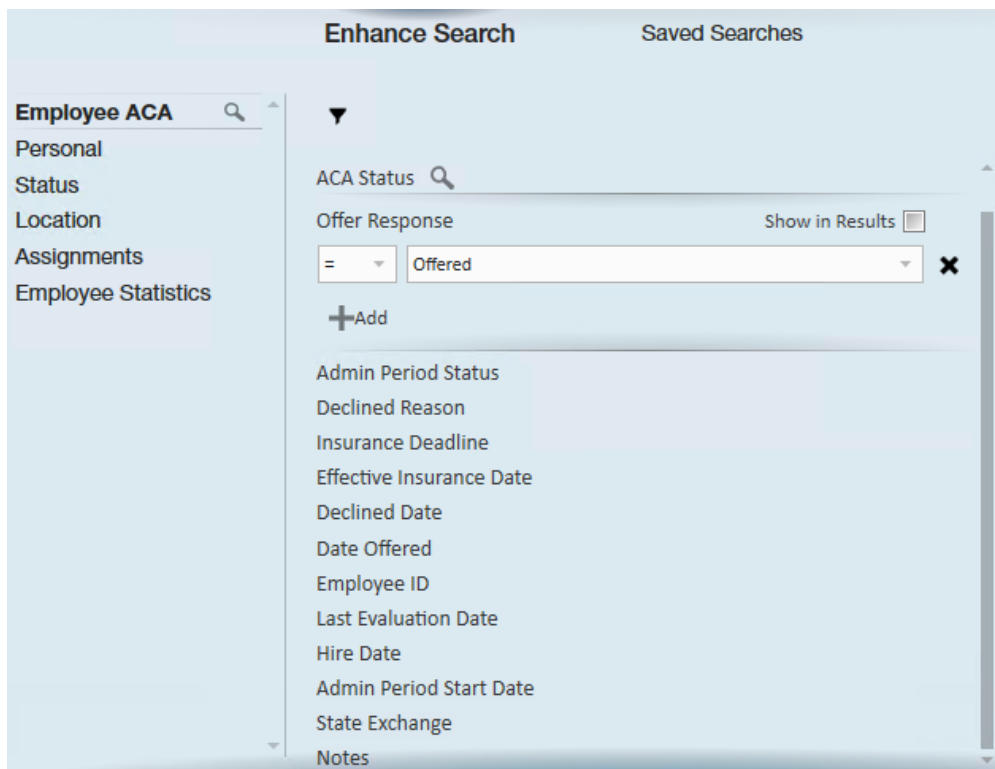 Enhance Search Saved Searches
Employee ACA
Personal
Status
Location
Assignments
Employee Statistics
ACA Status
Offer Response Show in Results
= Offered
Add
Admin Period Status
Declined Reason
Insurance Deadline
Effective Insurance Date
Declined Date
Date Offered
Employee ID
Last Evaluation Date
Hire Date
Admin Period Start Date
State Exchange
Notes